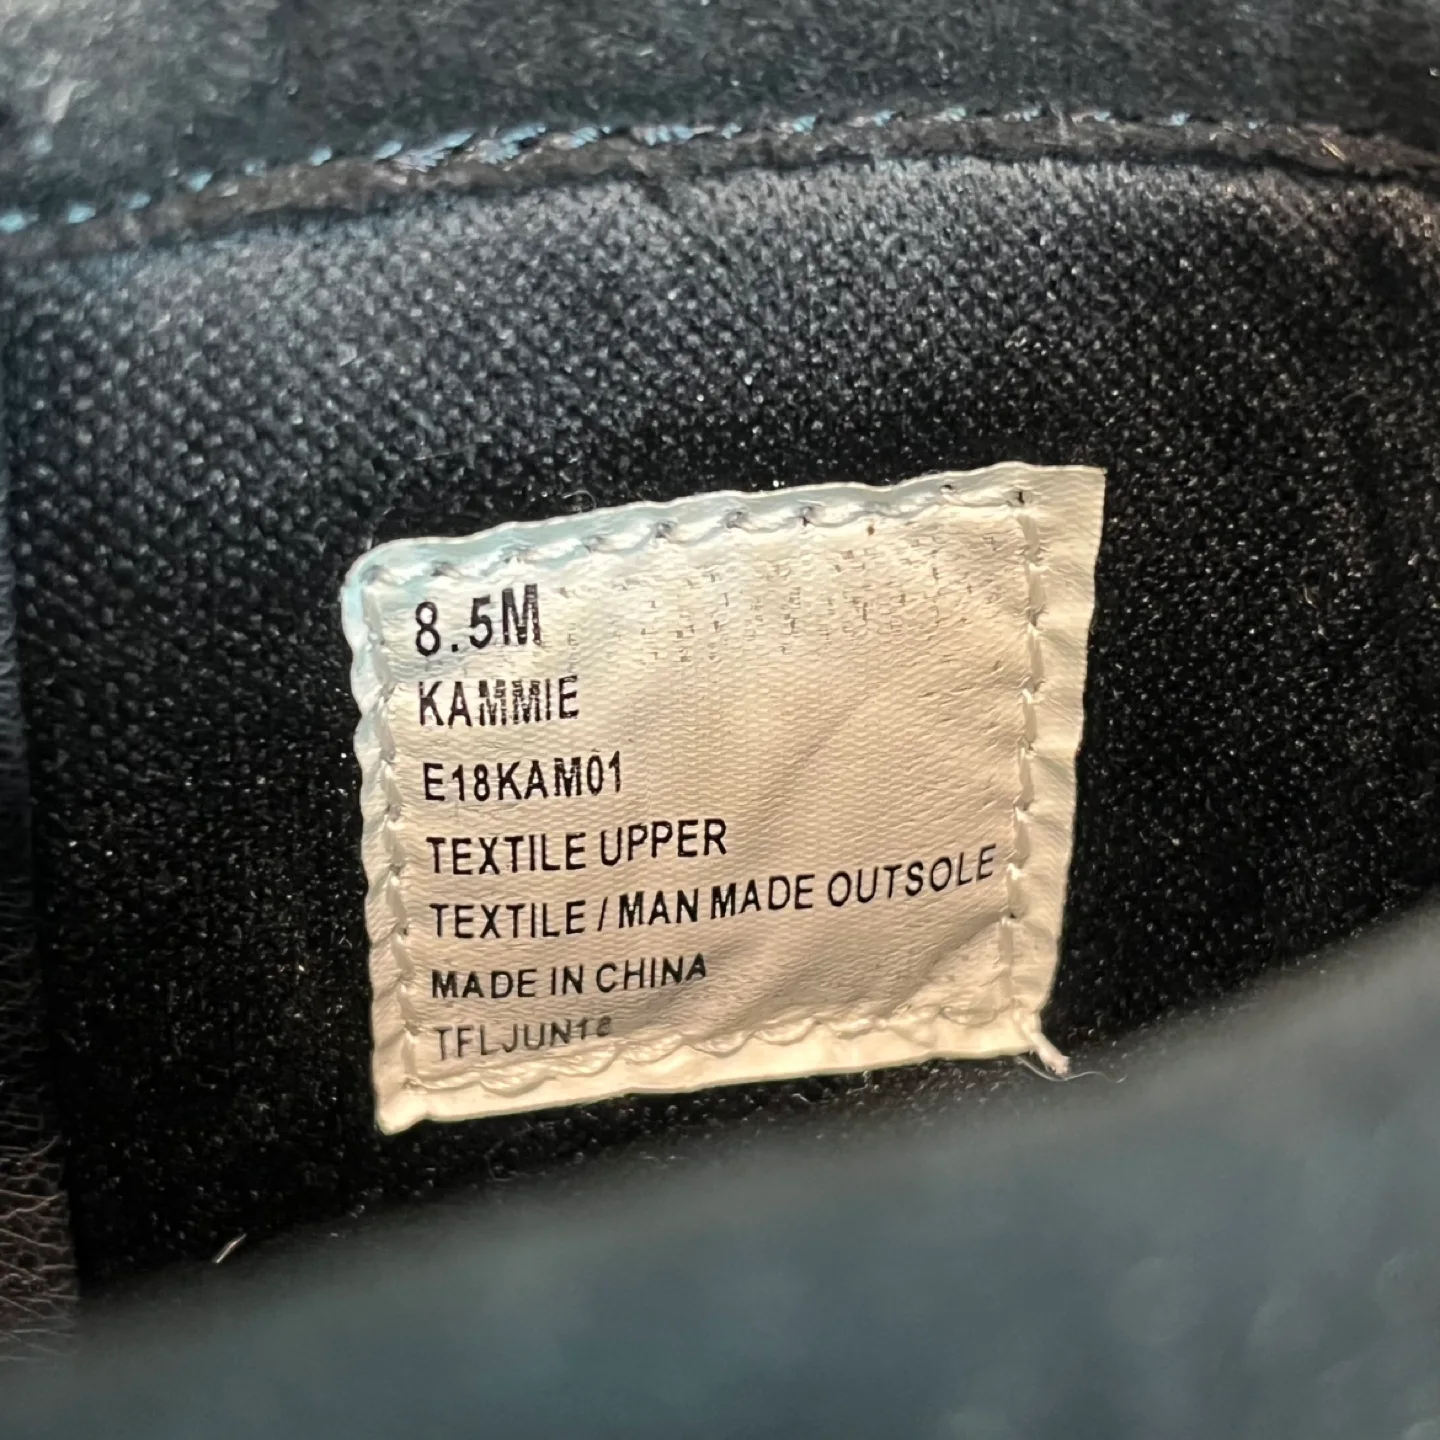 8.5M
KAMMIE
E18KAM01
TEXTILE UPPER
TEXTILE / MAN MADE OUTSOLE
MADE IN CHINA
TFLJUN18